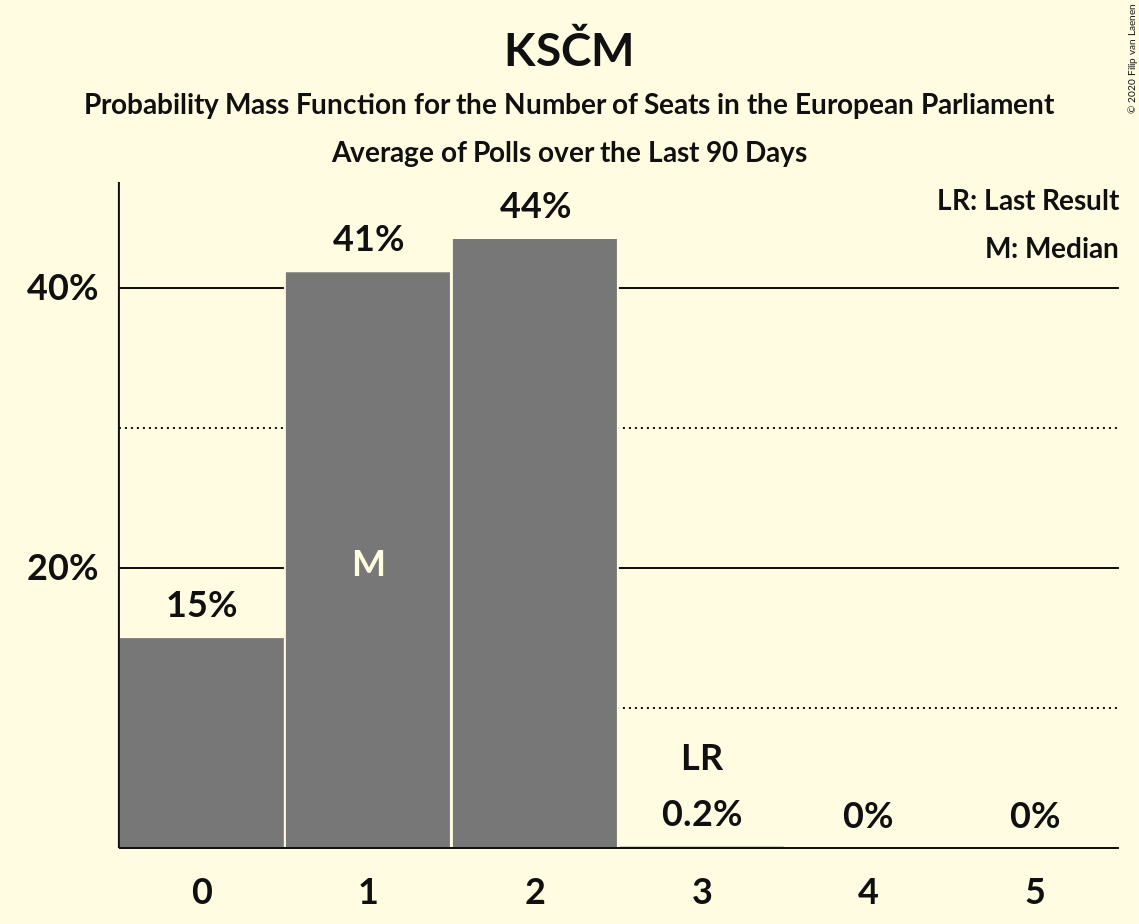 KSČM
Probability Mass Function for the Number of Seats in the European Parliament
Average of Polls over the Last 90 Days
© 2020 Filip van Laenen
LR: Last Result
M: Median
44%
41%
40%
M
20%
15%
LR
0.2%
0%
0%
0
1
2
3
4
5